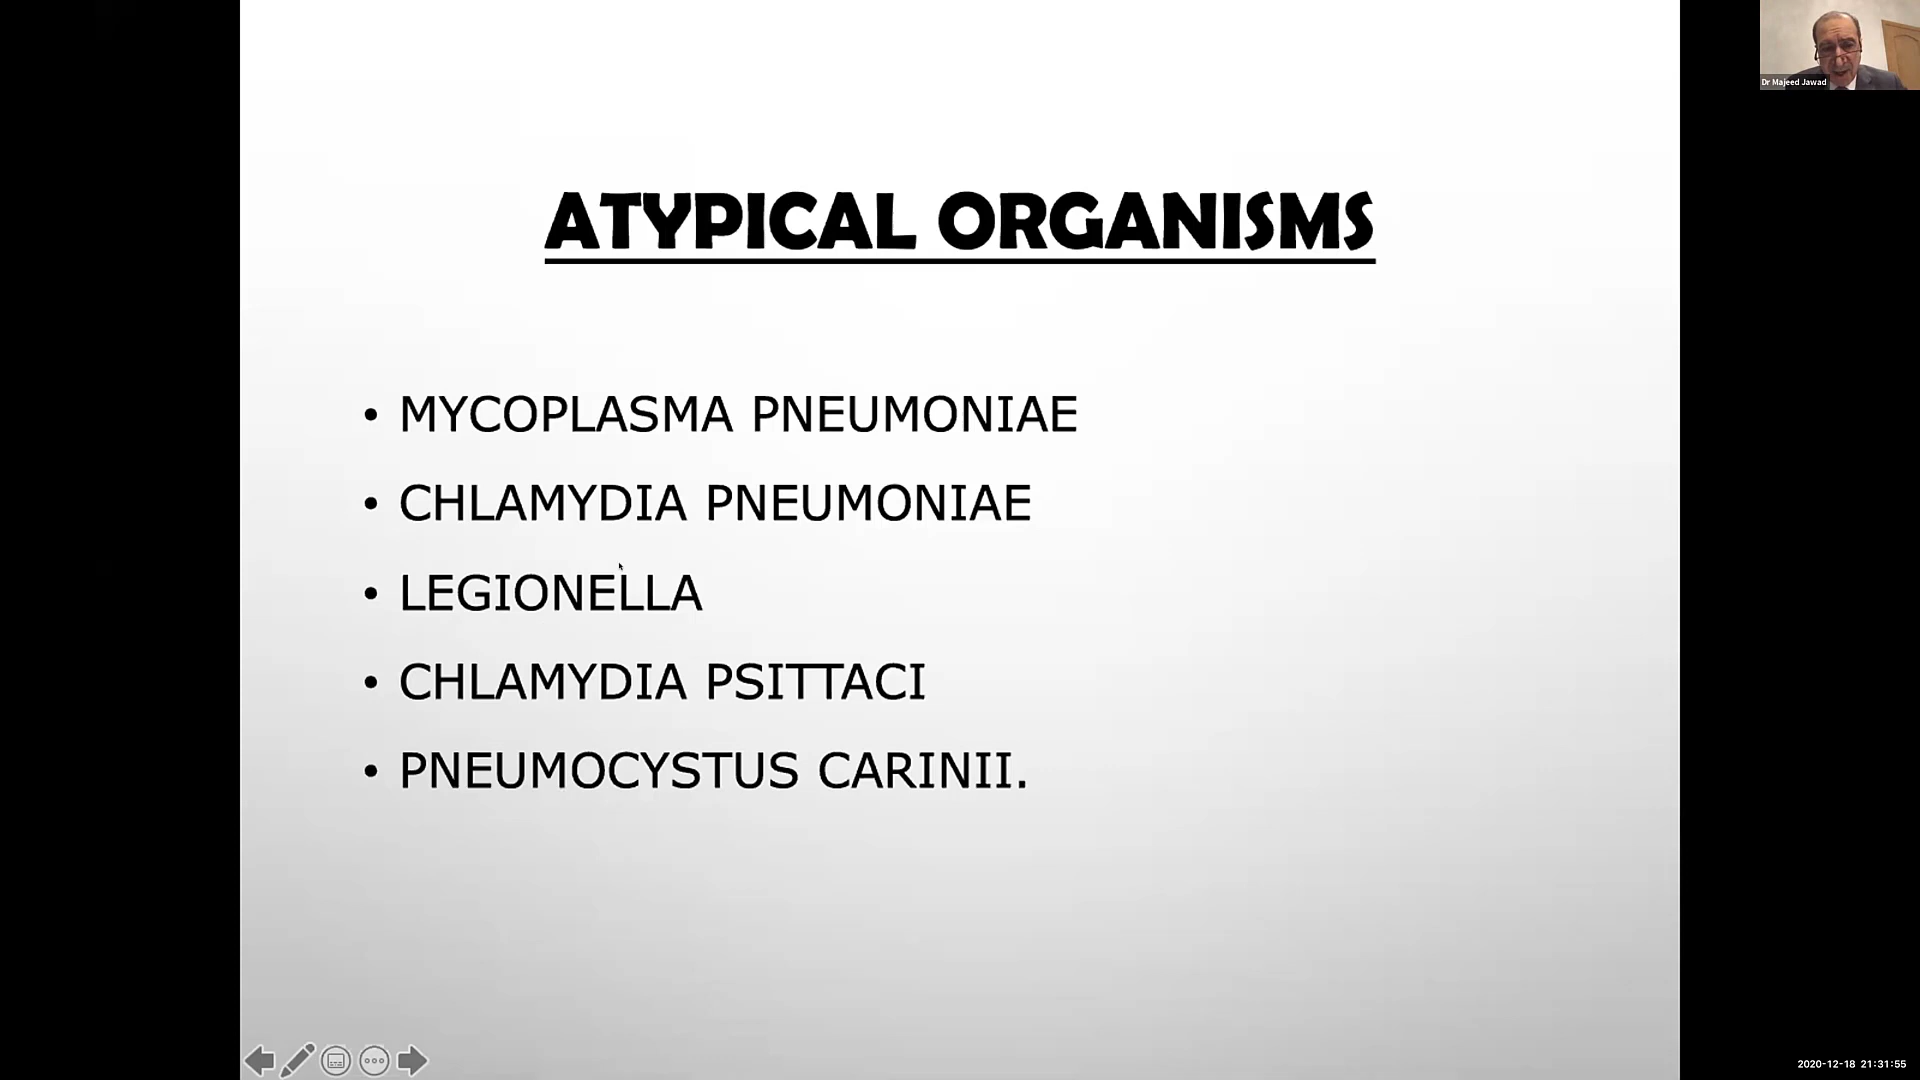 Dr Majeed Jawad
ATYPICAL ORGANISMS
• MYCOPLASMA PNEUMONIAE
• CHLAMYDIA PNEUMONIAE
• LEGIONELLA
• CHLAMYDIA PSITTACI
• PNEUMOCYSTUS CARINII.
2020-12-18 21:31:55